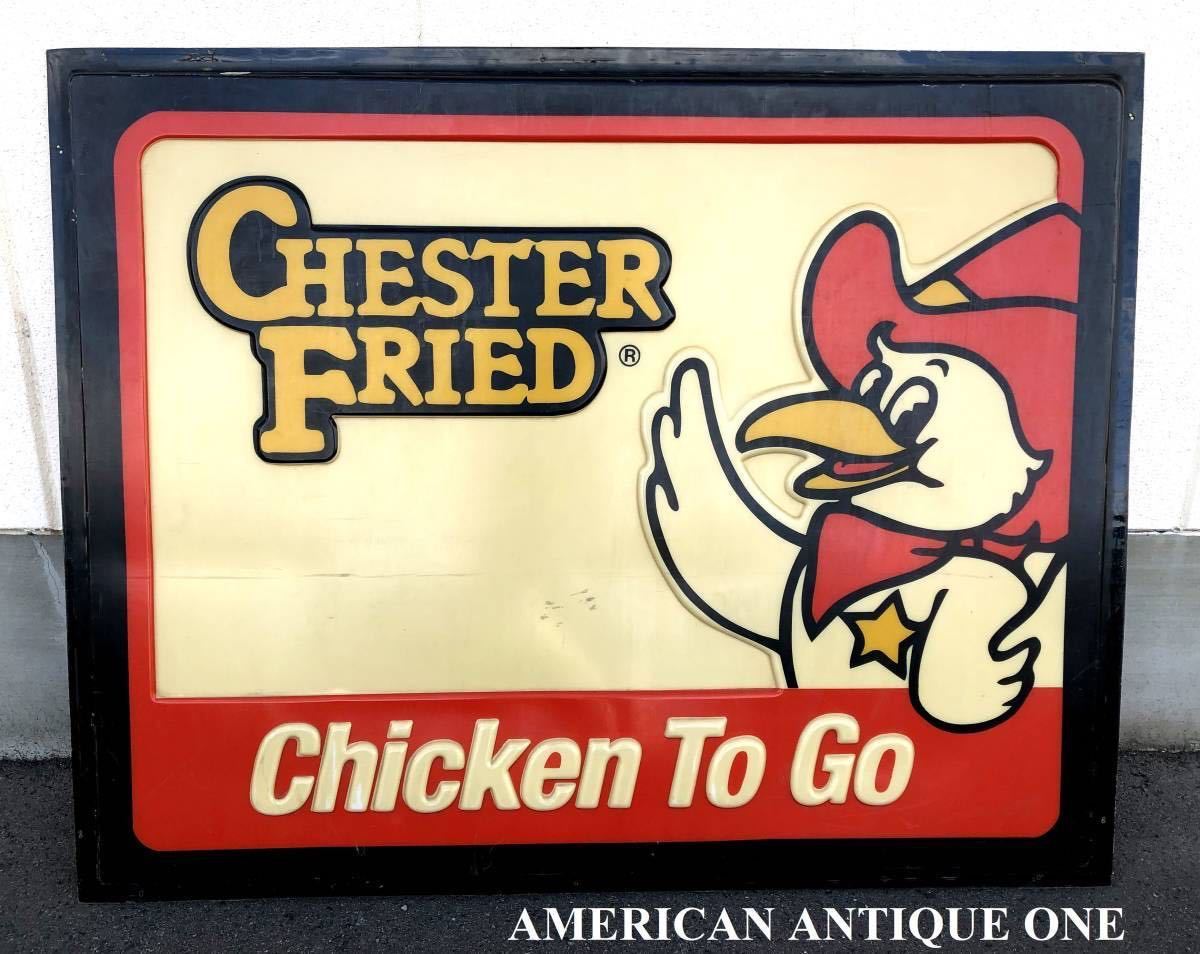 CHESTER
FRIED®
Chicken To Go
AMERICAN ANTIQUE ONE